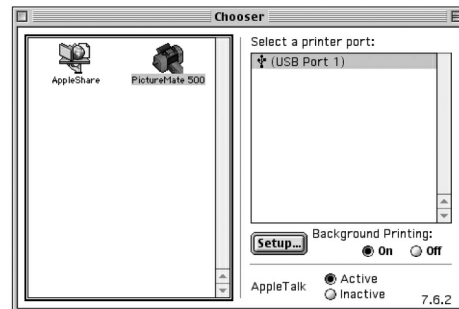 Chooser
AppleShare
PictureMate 500
Select a printer port:
(USB Port 1)
Setup...
Background Printing:
On Off
AppleTalk
Active
Inactive
7.6.2